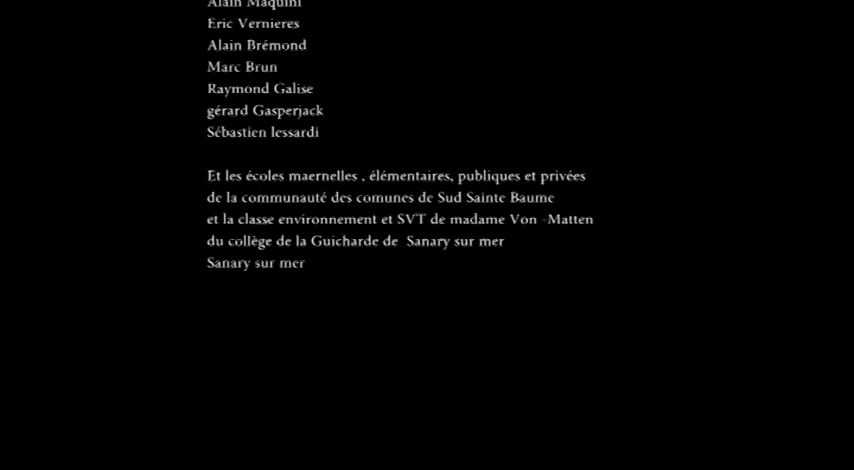 Alain Maquini
Eric Vernieres
Alain Brémond
Marc Brun
Raymond Galise
gérard Gasperjack
Sébastien lessardi
Et les écoles maernelles , élémentaires, publiques et privées
de la communauté des comunes de Sud Sainte Baume
et la classe environnement et SVT de madame Von -Matten
du collège de la Guicharde de Sanary sur mer
Sanary sur mer